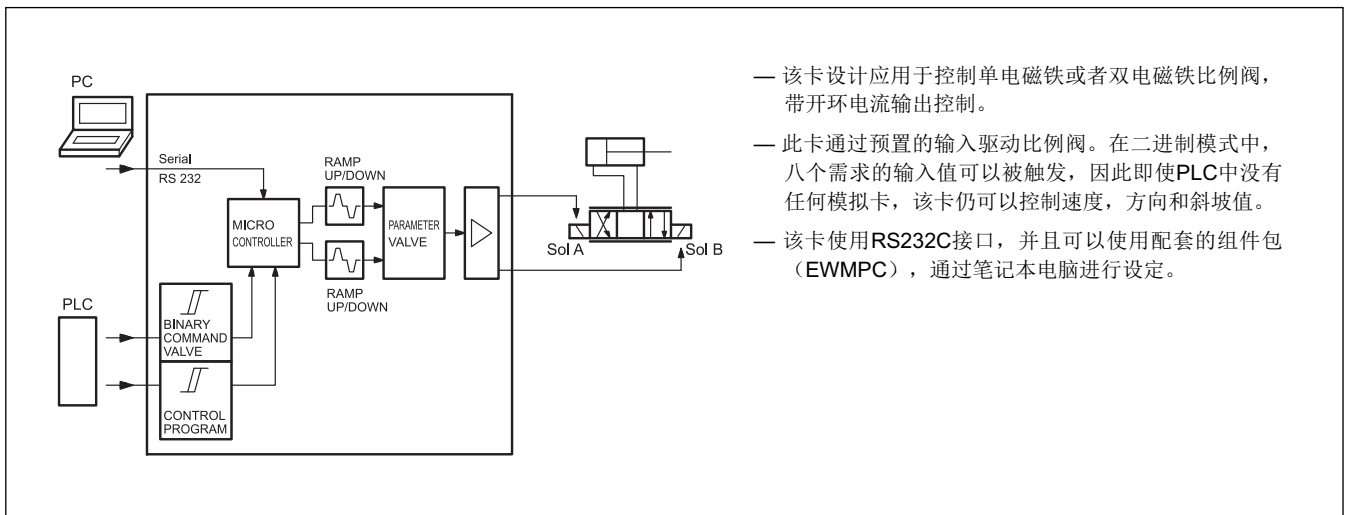 PC
Serial
RS 232
MICRO
CONTROLLER
RAMP
UP/DOWN
RAMP
UP/DOWN
PARAMETER
VALVE
Sol A
Sol B
PLC
BINARY
COMMAND
VALVE
CONTROL
PROGRAM
— 该卡设计应用于控制单电磁铁或者双电磁铁比例阀，
带开环电流输出控制。
— 此卡通过预置的输入驱动比例阀。在二进制模式中，
八个需求的输入值可以被触发，因此即使PLC中没有
任何模拟卡，该卡仍可以控制速度，方向和斜坡值。
— 该卡使用RS232C接口，并且可以使用配套的组件包
（EWMPC），通过笔记本电脑进行设定。